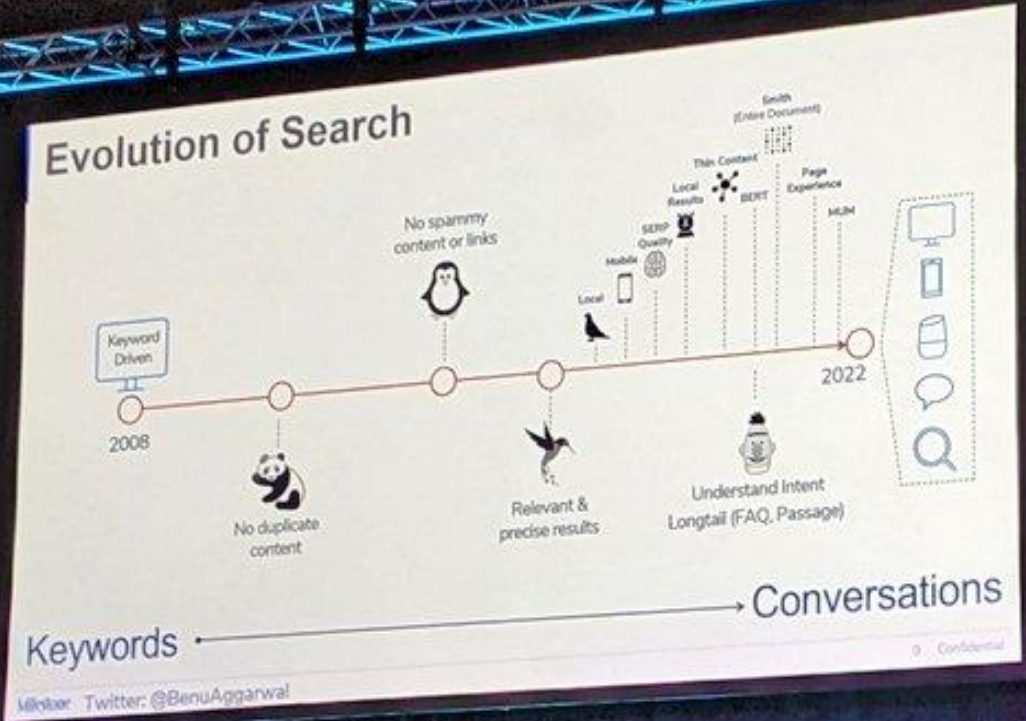 Evolution of Search
Smith
(Entire Document)
Thin Content
Page
Experience
Local
Results
BERT
MUM
No spammy
content or links
SERP
Quality
Mobile
Local
Keyword
Driven
2008
2022
No duplicate
content
Relevant &
precise results
Understand Intent
Longtail (FAQ, Passage)
Keywords
Conversations
Confidential
Twitter: @BenuAggarwal